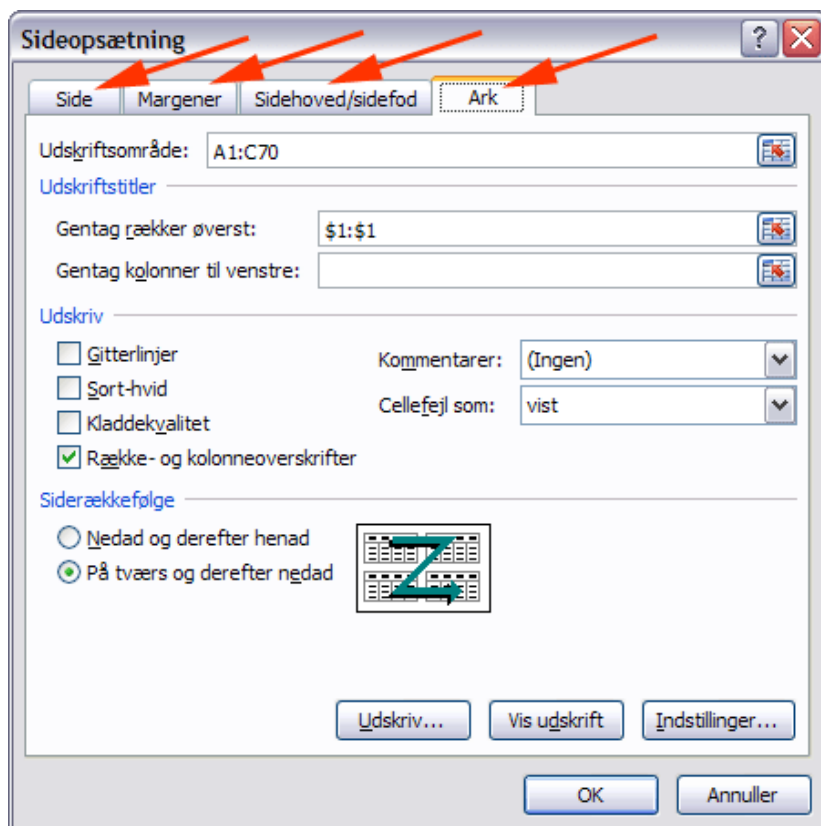 Sideopsætning
Side Margener Sidehoved/sidefod Ark
Udskriftsområde: A1:C70
Udskriftstitler
Gentag rækker øverst: $1:$1
Gentag kolonner til venstre:
Udskriv
Gitterlinjer Kommentarer: (Ingen)
Sort-hvid
Cellefejl som: vist
Kladdekvalitet
Række- og kolonneoverskrifter
Siderækkefølge
Nedad og derefter henad
På tværs og derefter nedad
Udskriv... Vis udskrift Indstillinger...
OK Annuller